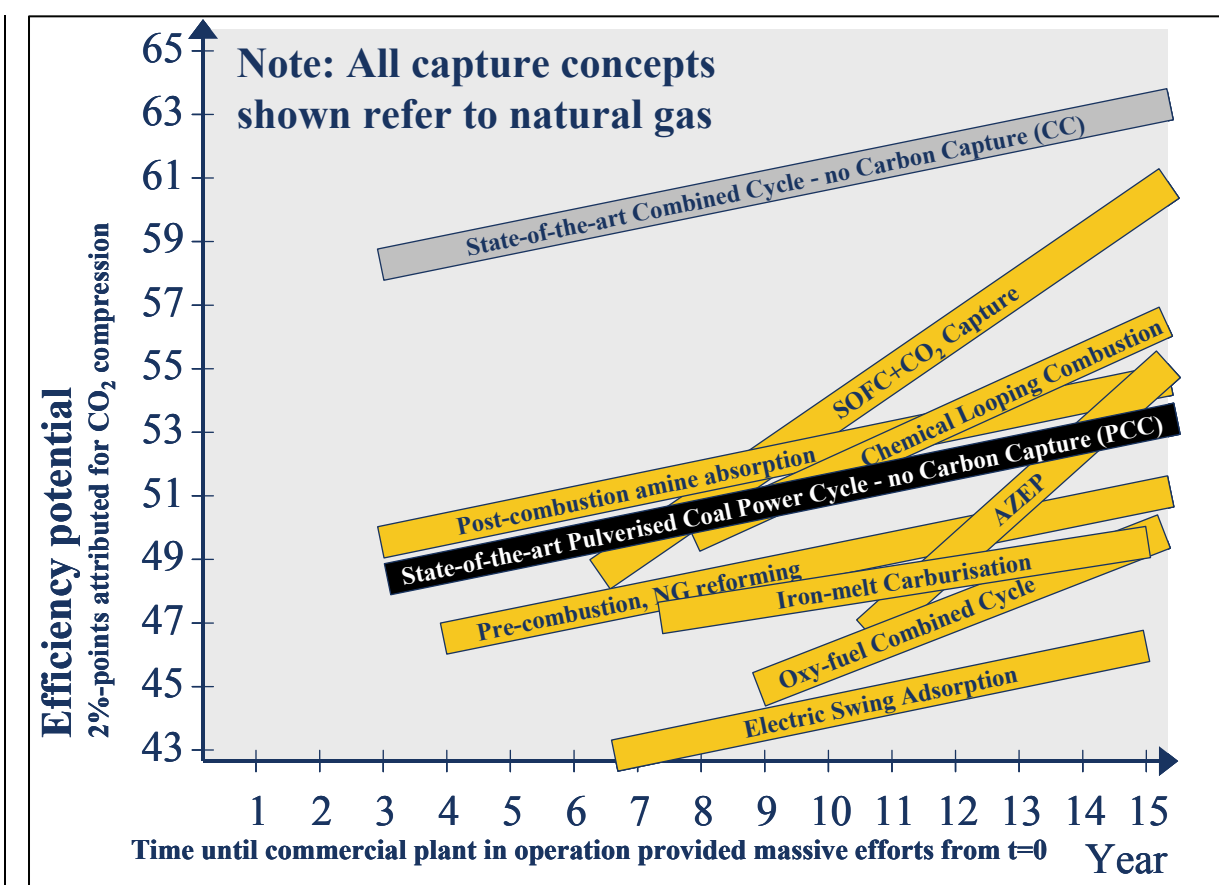 Note: All capture concepts
shown refer to natural gas
65
63
61
59
57
55
53
51
49
47
45
43
Efficiency potential
2%-points attributed for CO₂ compression
State-of-the-art Combined Cycle - no Carbon Capture (CC)
SOFC+CO₂ Capture
Chemical Looping Combustion
Post-combustion amine absorption
State-of-the-art Pulverised Coal Power Cycle - no Carbon Capture (PCC)
AZEP
Pre-combustion, NG reforming
Iron-melt Carburisation
Oxy-fuel Combined Cycle
Electric Swing Adsorption
1 2 3 4 5 6 7 8 9 10 11 12 13 14 15
Time until commercial plant in operation provided massive efforts from t=0
Year